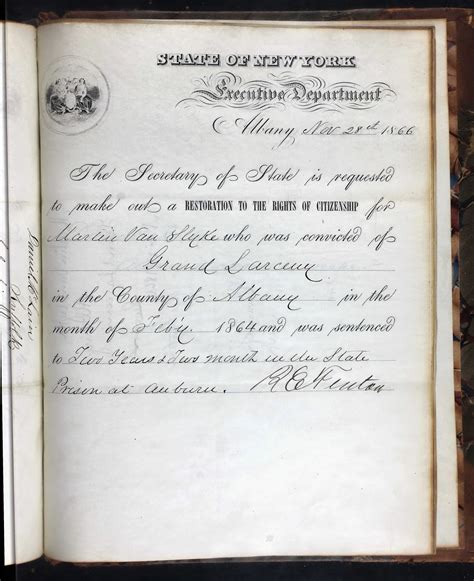 STATE OF NEW YORK
Executive Department
Albany Nov 28th 1866
The Secretary of State is requested
to make out a RESTORATION TO THE RIGHTS OF CITIZENSHIP for
Martin Van Slyke who was convicted of
Grand Larceny
in the County of Albany in the
month of Feby 1864 and was sentenced
to Two Years & Two month in the State
Prison at auburn. R E Fenton